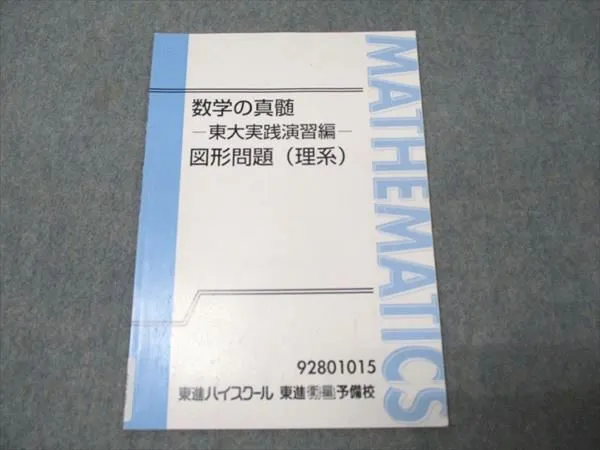 数学の真髄
―東大実践演習編―
図形問題（理系）
MATHEMATICS
92801015
東進ハイスクール 東進衛星予備校